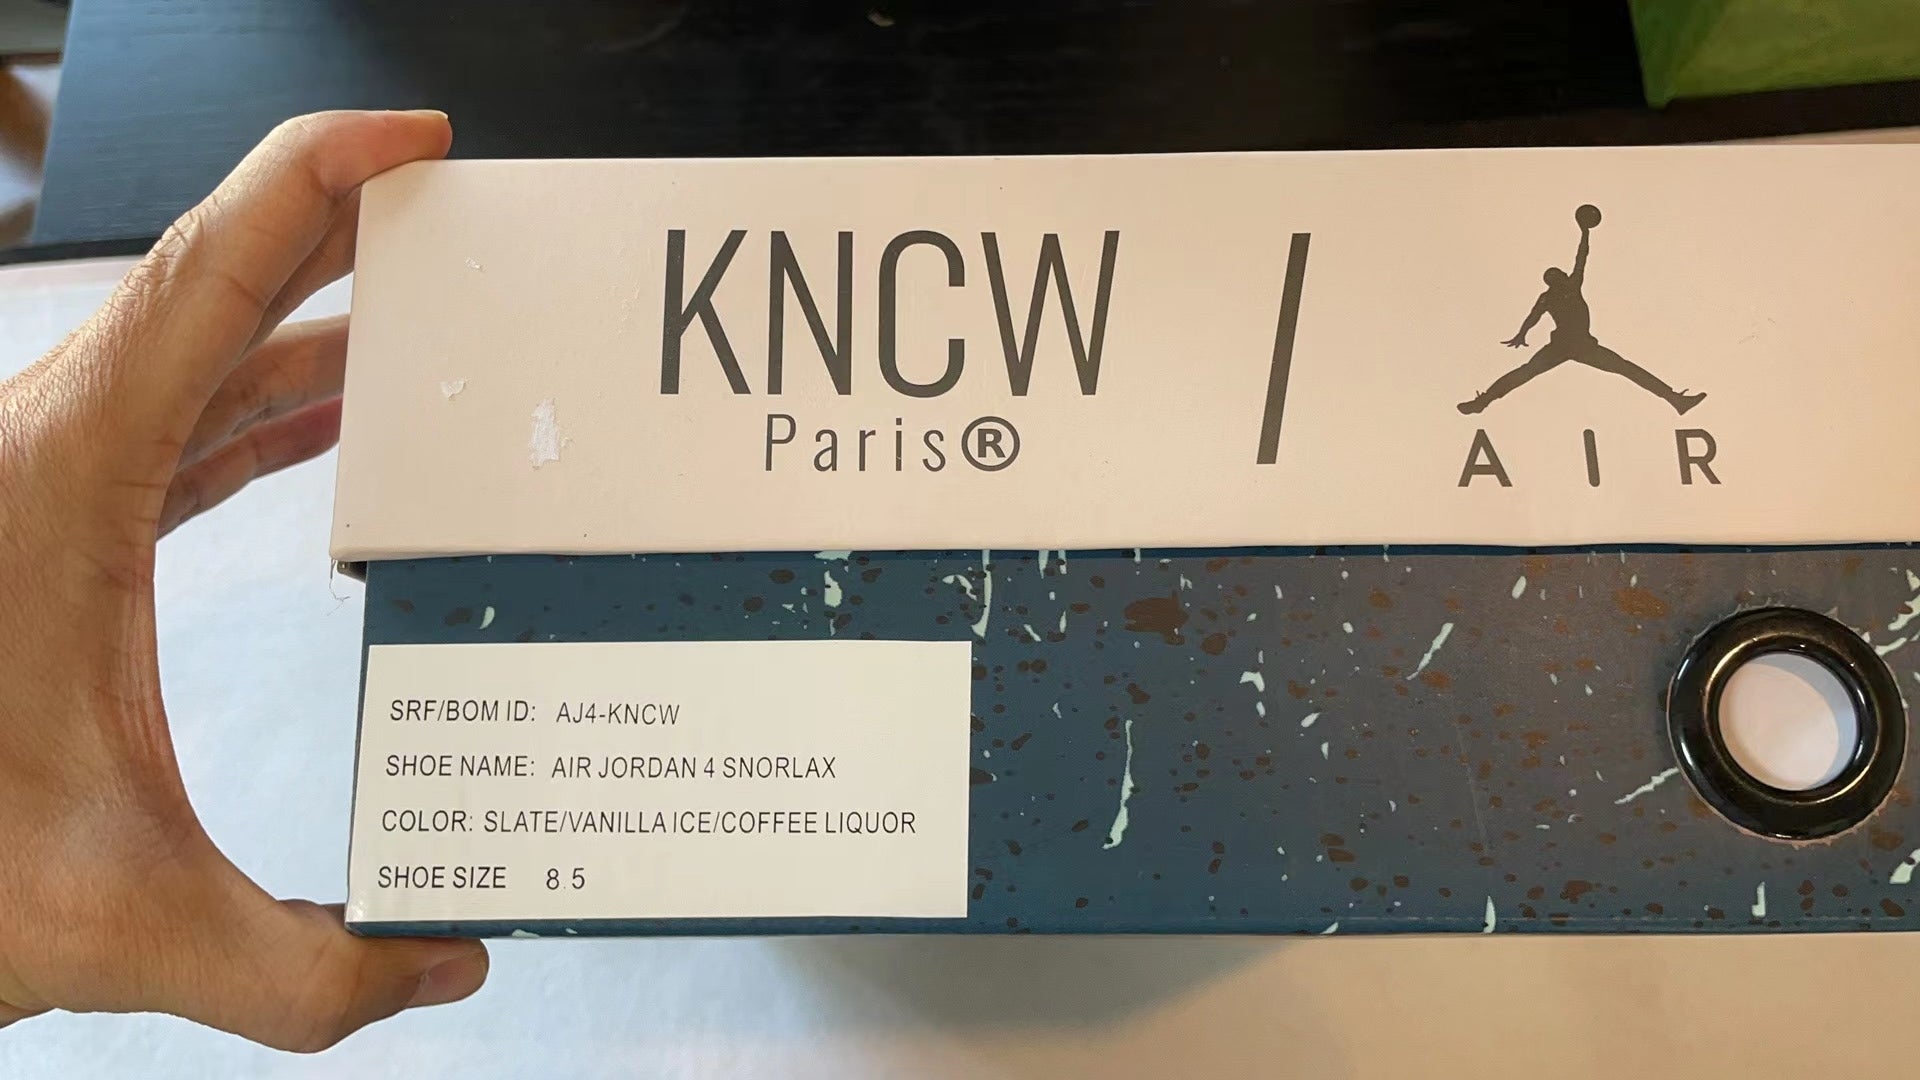 KNCW
Paris®
/
AIR
SRF/BOM ID: AJ4-KNCW
SHOE NAME: AIR JORDAN 4 SNORLAX
COLOR: SLATE/VANILLA ICE/COFFEE LIQUOR
SHOE SIZE 8.5